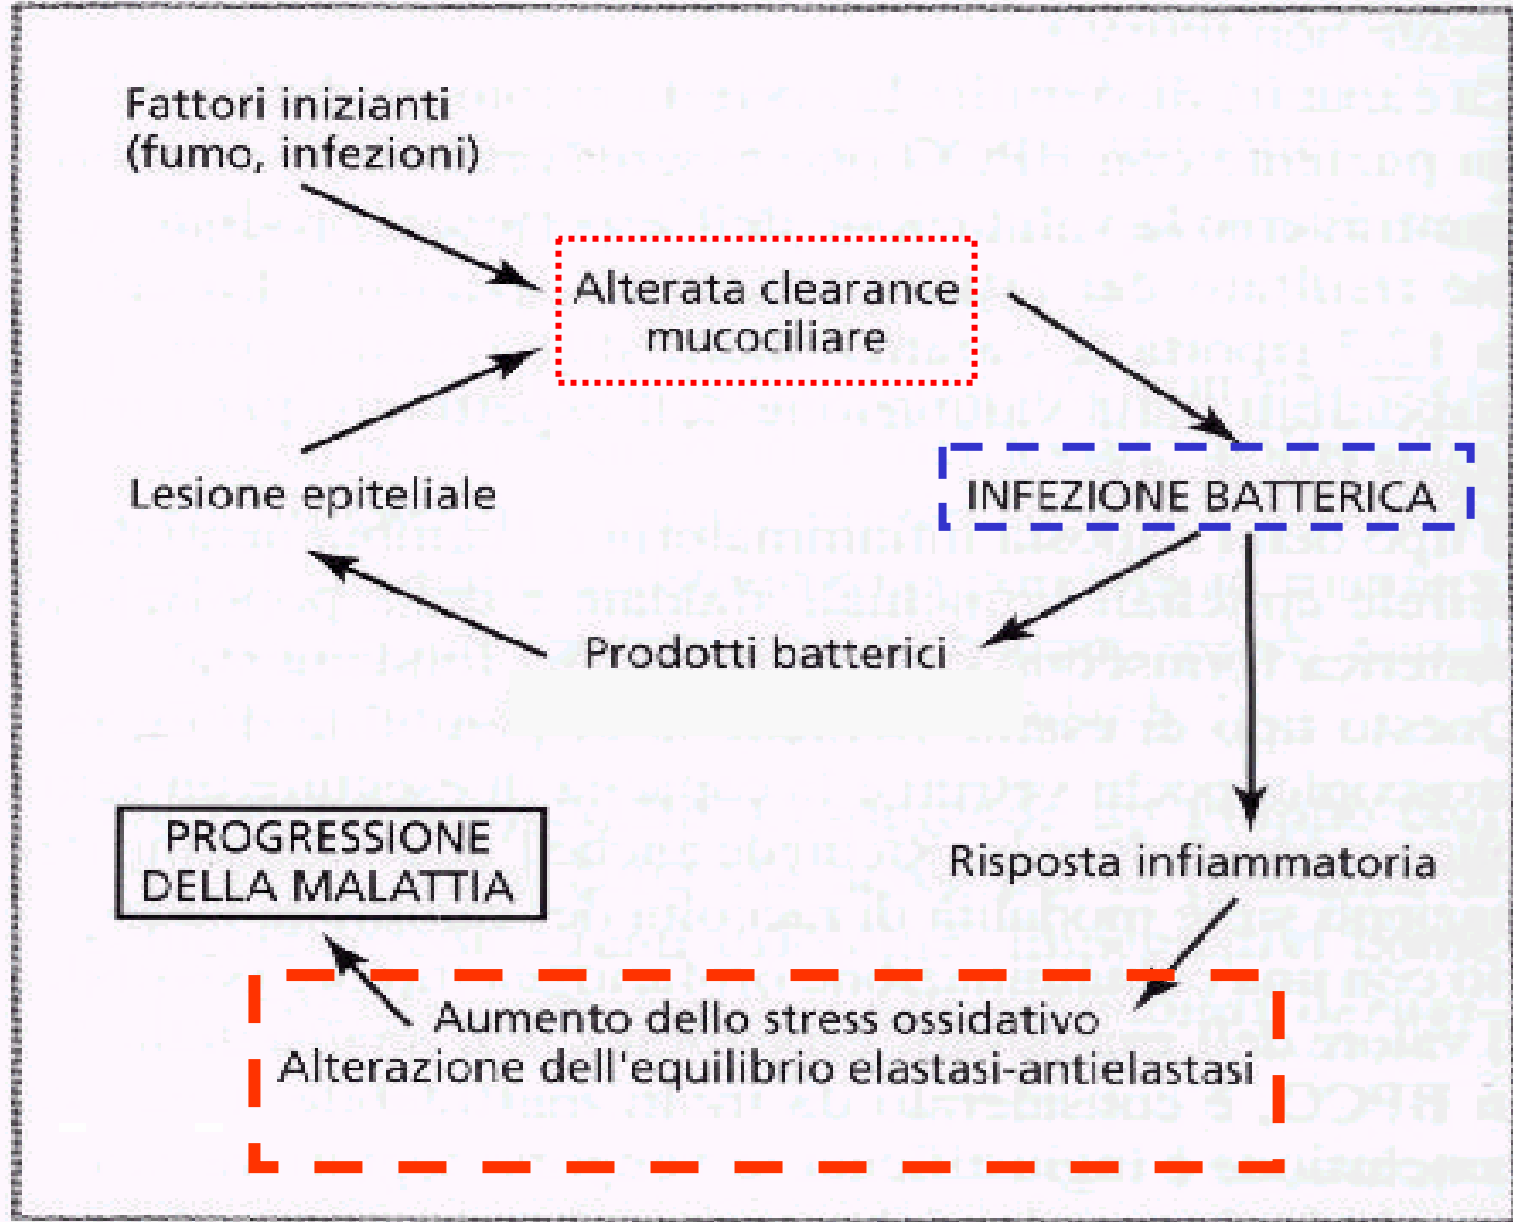 Fattori inizianti
(fumo, infezioni)
Alterata clearance
mucociliare
Lesione epiteliale
INFEZIONE BATTERICA
Prodotti batterici
PROGRESSIONE
DELLA MALATTIA
Risposta infiammatoria
Aumento dello stress ossidativo
Alterazione dell'equilibrio elastasi-antielastasi